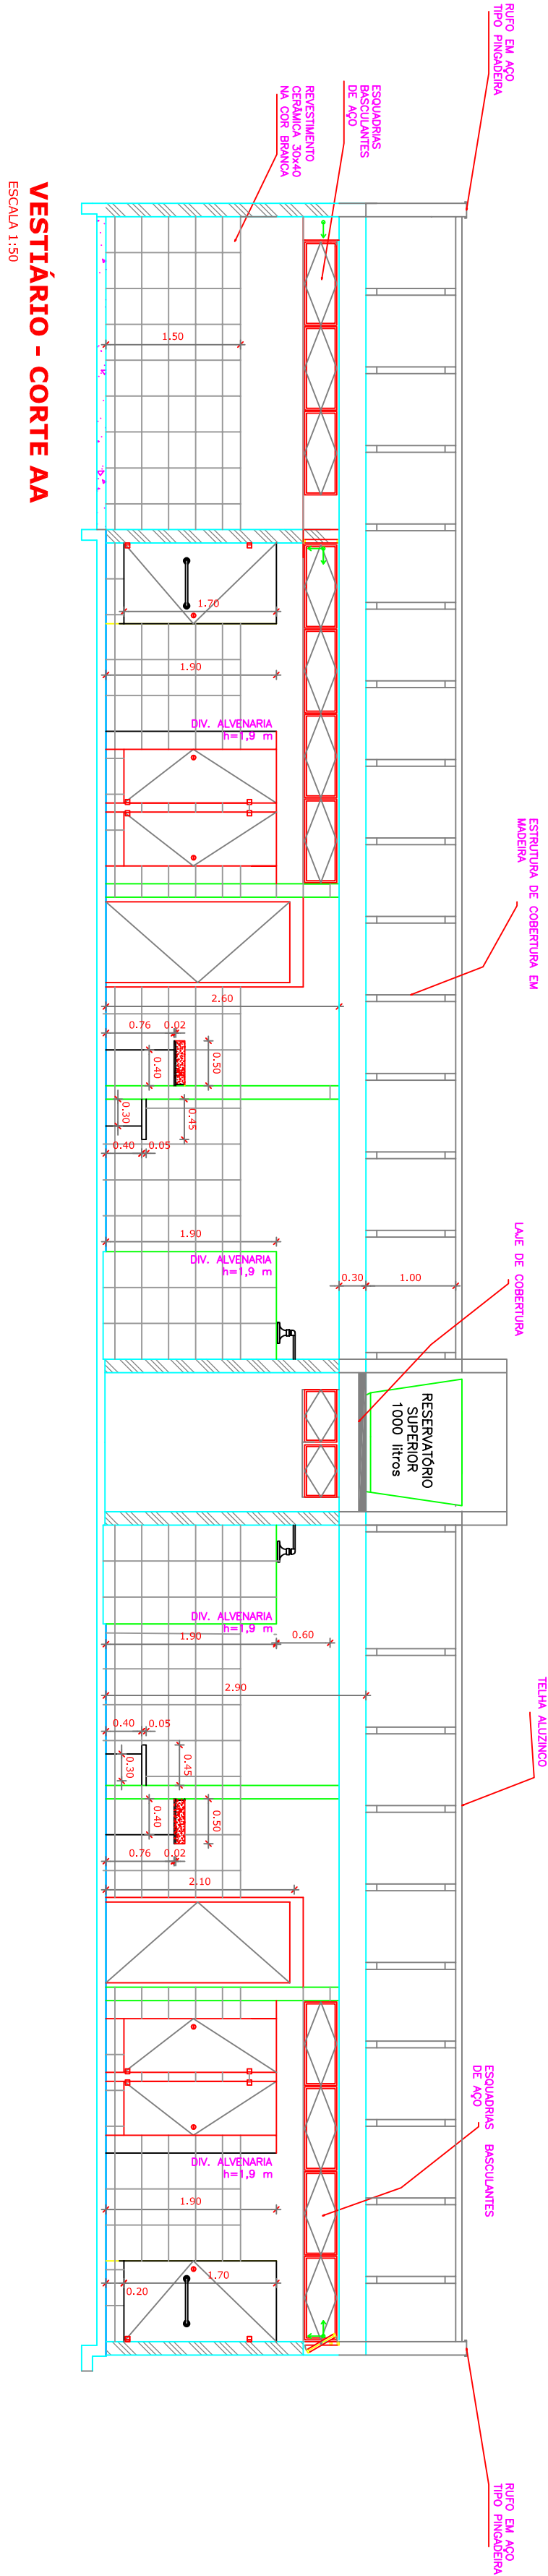 RUFO EM AÇO
TIPO PINGADEIRA
ESQUADRIAS
BASCULANTES
DE AÇO
REVESTIMENTO
CERÂMICA 30x40
NA COR BRANCA
ESTRUTURA DE COBERTURA EM
MADEIRA
LAJE DE COBERTURA
TELHA ALUZINCO
ESQUADRIAS BASCULANTES
DE AÇO
RUFO EM AÇO
TIPO PINGADEIRA
RESERVATÓRIO
SUPERIOR
1000 litros
1.50
1.70
1.90
DIV. ALVENARIA
h=1,9 m
2.60
0.76
0.02
0.40
0.50
0.30
0.45
0.40
0.05
1.90
DIV. ALVENARIA
h=1,9 m
0.30
1.00
DIV. ALVENARIA
h=1,9 m
1.90
0.60
2.90
0.40
0.05
0.30
0.45
0.40
0.50
0.76
0.02
2.10
DIV. ALVENARIA
h=1,9 m
1.90
1.70
0.20
VESTIÁRIO - CORTE AA
ESCALA 1:50